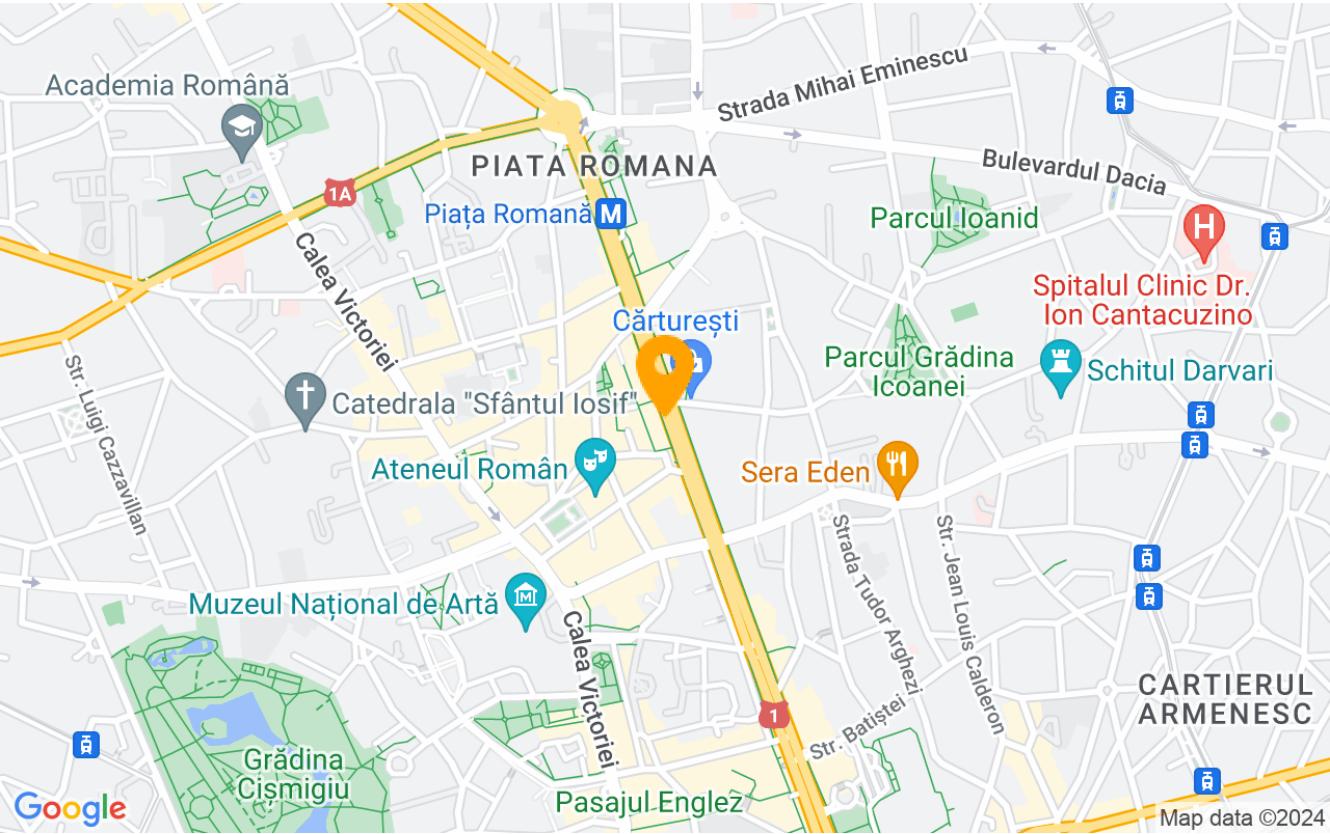 Strada Mihai Eminescu
Academia Română
PIATA ROMANA
Bulevardul Dacia
1A
Piața Romană M
Parcul Ioanid
H
Calea Victoriei
Spitalul Clinic Dr.
Ion Cantacuzino
Cărturești
Parcul Grădina
Icoanei
Schitul Darvari
Str. Luigi Cazzavillan
Catedrala "Sfântul Iosif"
Ateneul Român
Sera Eden
Strada Tudor Arghezi
Str. Jean Louis Calderon
Muzeul Național de Artă
M
Calea Victoriei
CARTIERUL
ARMENESC
1
Str. Batiștei
Grădina
Cișmigiu
Pasajul Englez
Google
Map data ©2024